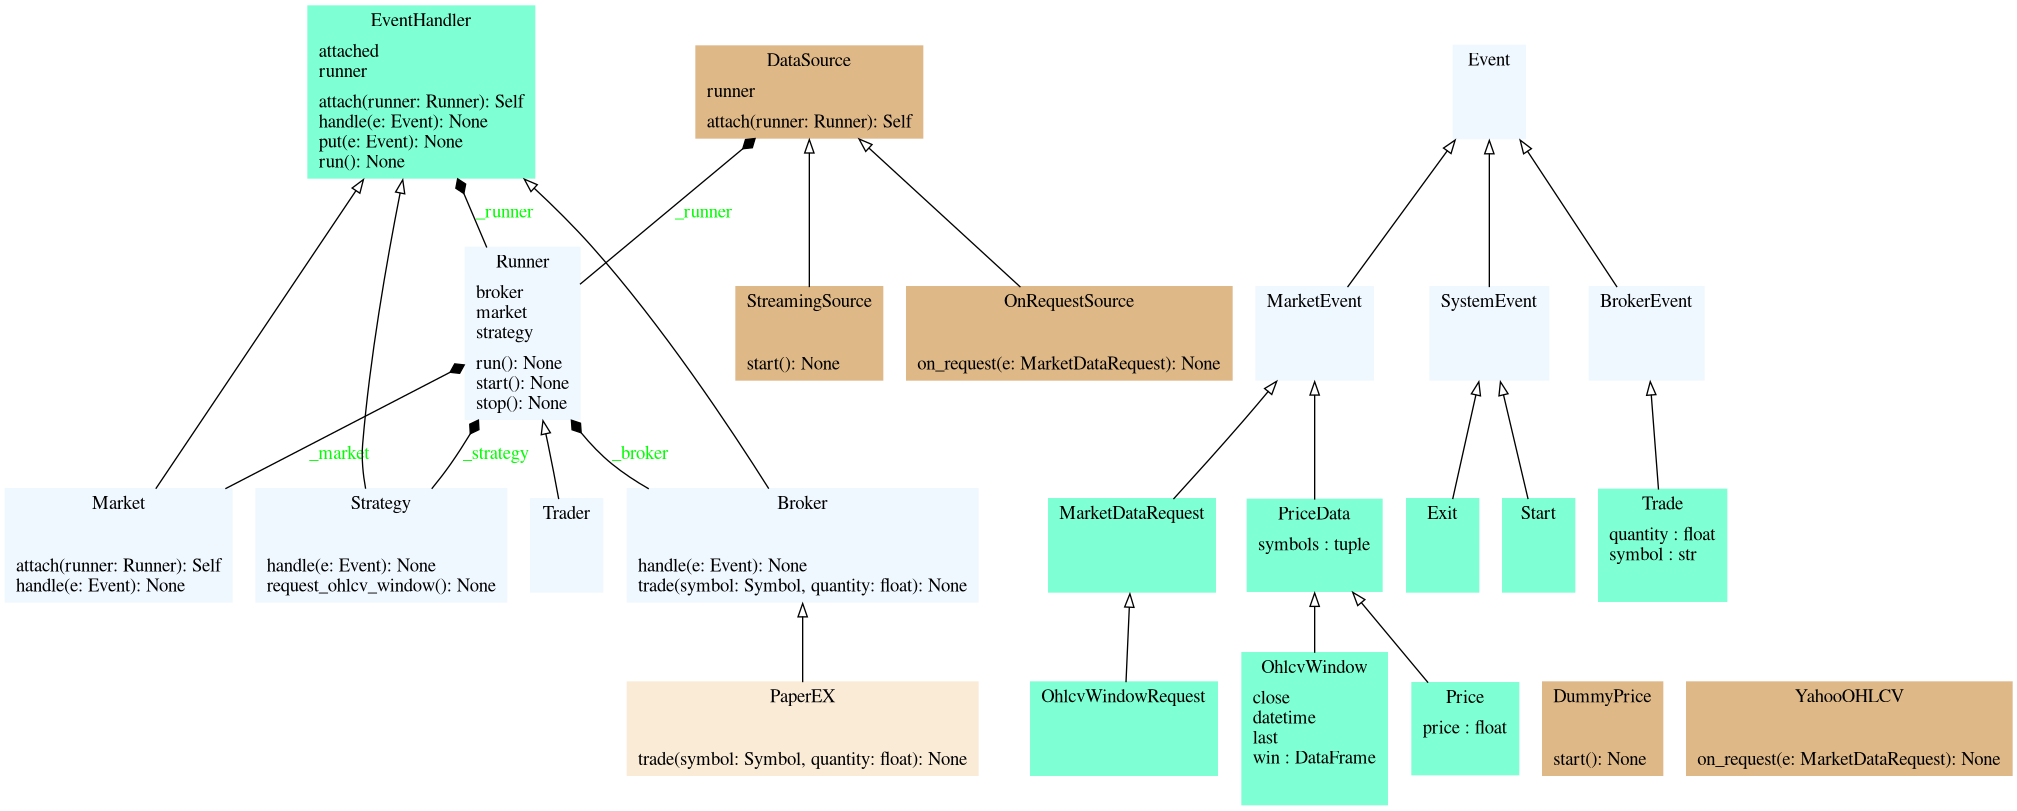 EventHandler
attached
runner
attach(runner: Runner): Self
handle(e: Event): None
put(e: Event): None
run(): None
DataSource
runner
attach(runner: Runner): Self
Event
_runner
_runner
Runner
broker
market
strategy
run(): None
start(): None
stop(): None
StreamingSource
start(): None
OnRequestSource
on_request(e: MarketDataRequest): None
MarketEvent
SystemEvent
BrokerEvent
_market
_strategy
_broker
Market
attach(runner: Runner): Self
handle(e: Event): None
Strategy
handle(e: Event): None
request_ohlcv_window(): None
Trader
Broker
handle(e: Event): None
trade(symbol: Symbol, quantity: float): None
MarketDataRequest
PriceData
symbols : tuple
Exit
Start
Trade
quantity : float
symbol : str
PaperEX
trade(symbol: Symbol, quantity: float): None
OhlcvWindowRequest
OhlcvWindow
close
datetime
last
win : DataFrame
Price
price : float
DummyPrice
start(): None
YahooOHLCV
on_request(e: MarketDataRequest): None